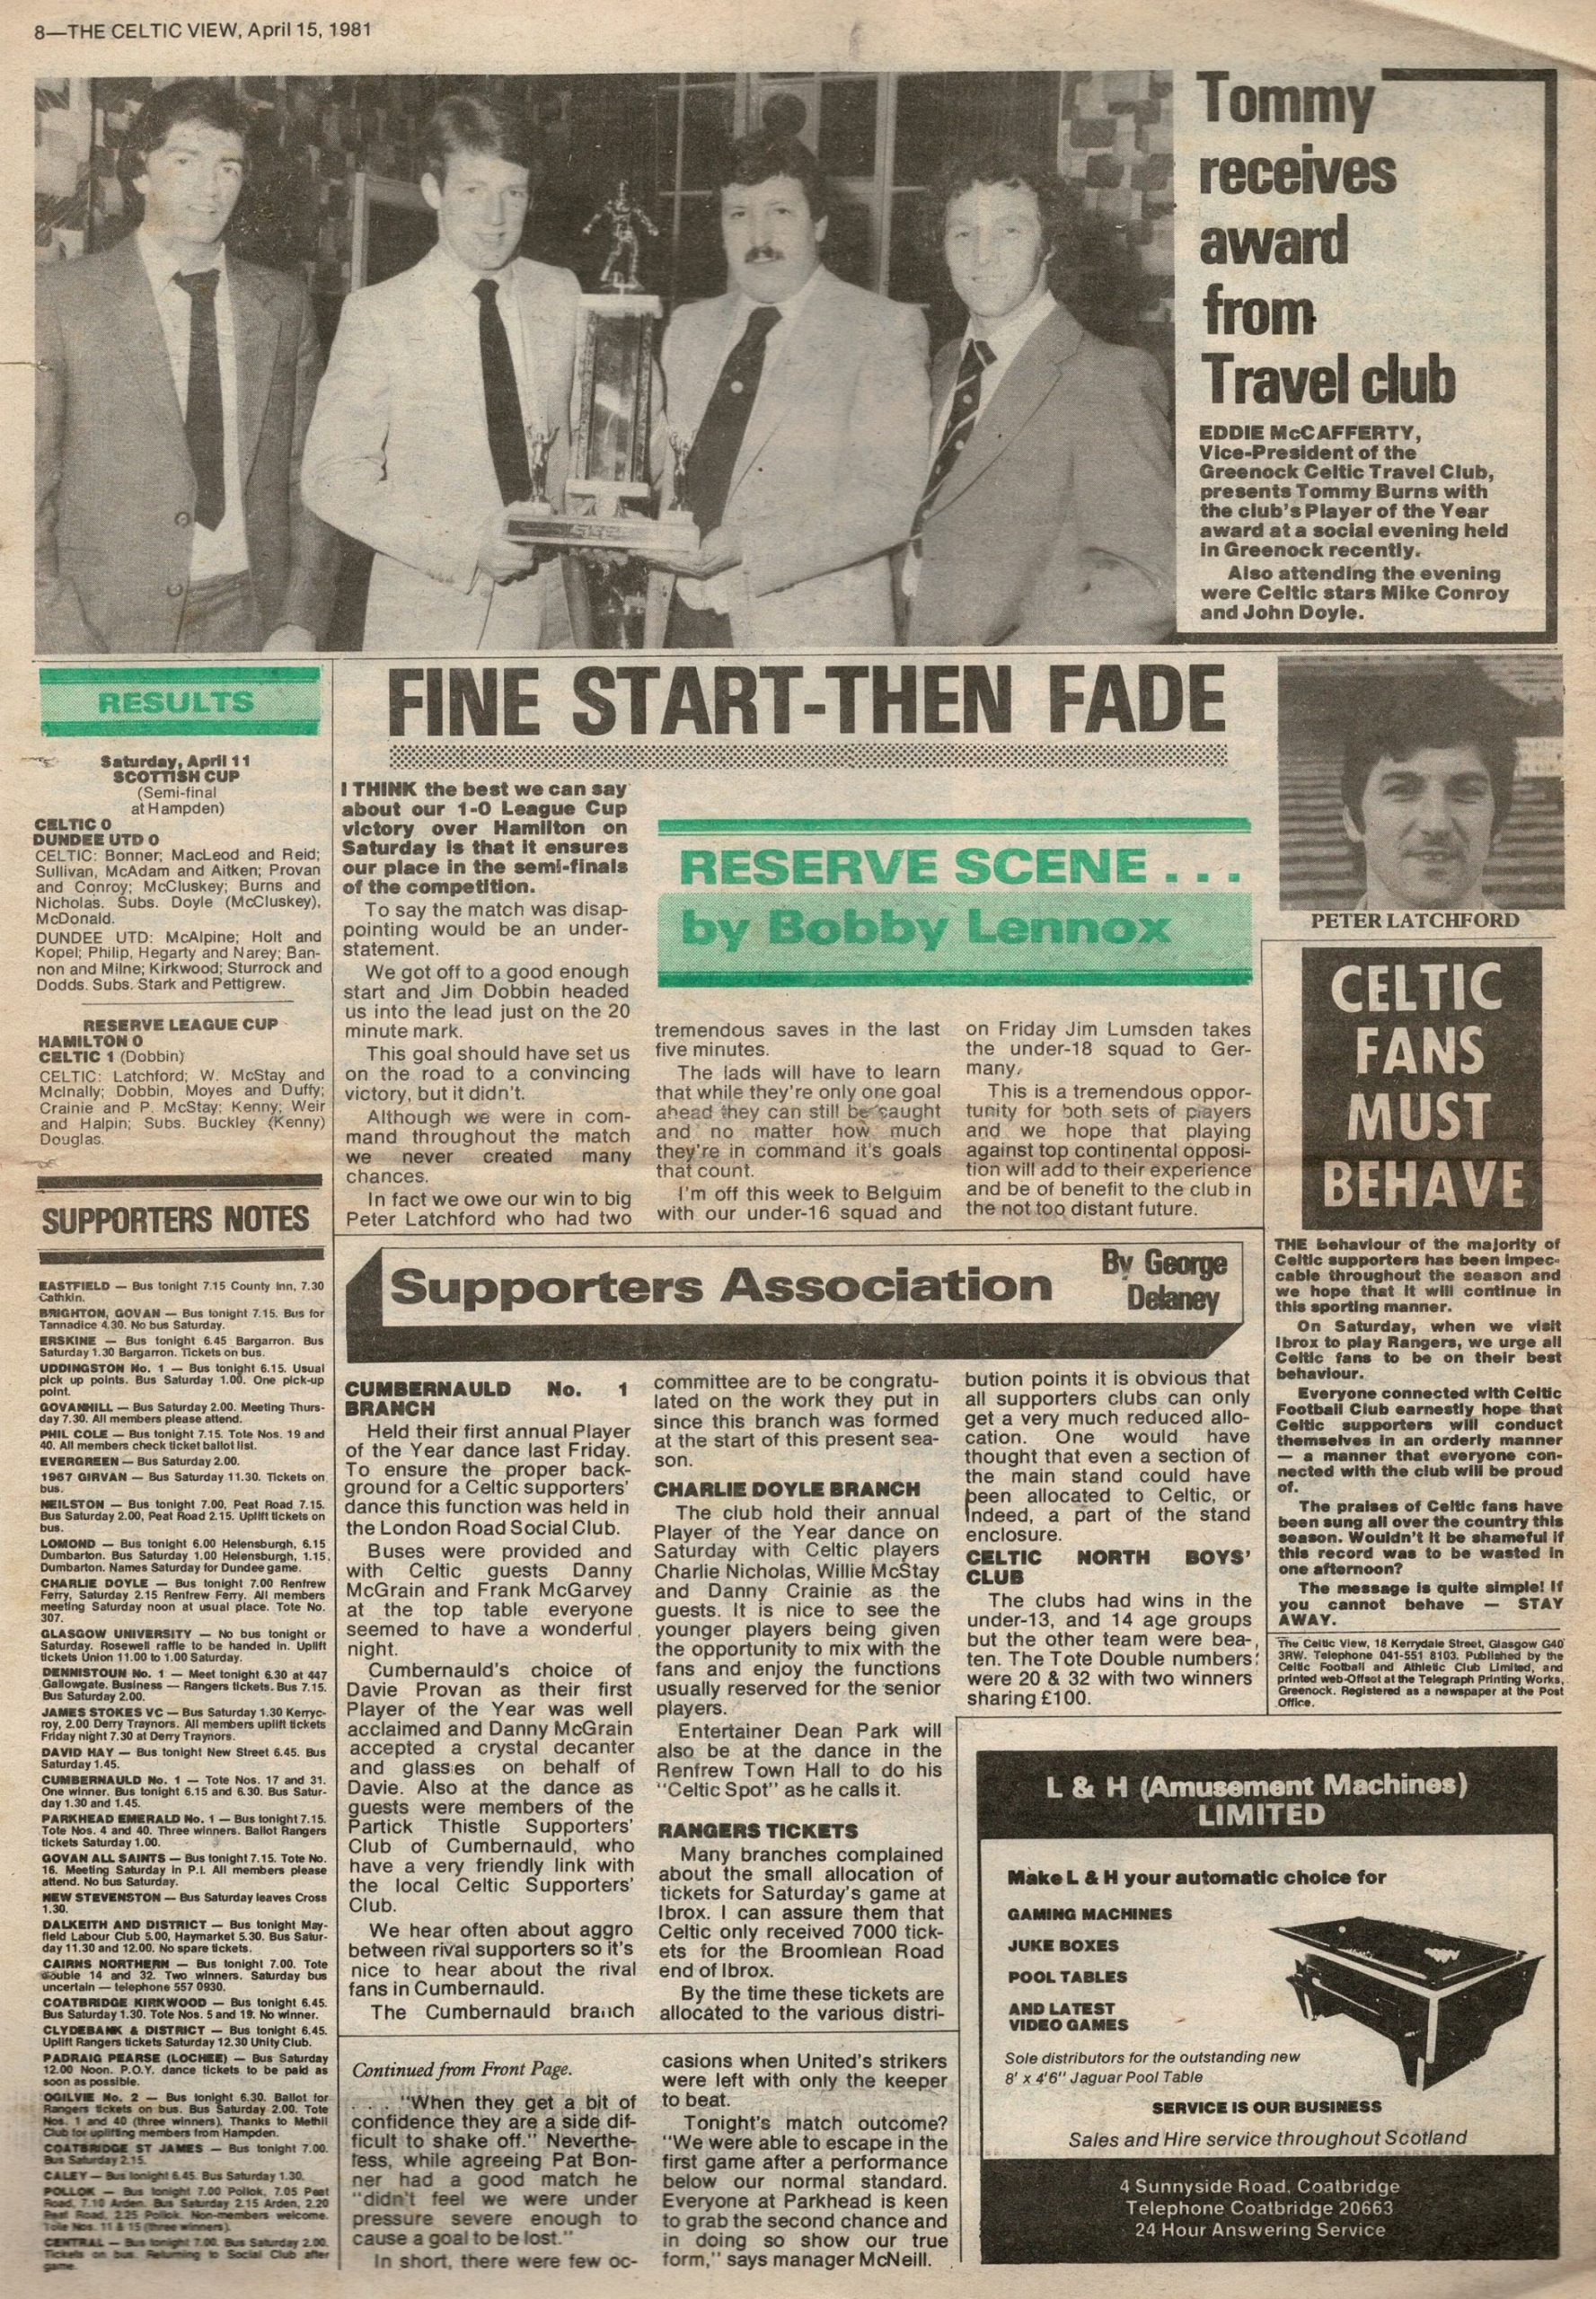 8—THE CELTIC VIEW, April 15, 1981
Tommy
receives
award
from
Travel club
EDDIE McCAFFERTY,
Vice-President of the
Greenock Celtic Travel Club,
presents Tommy Burns with
the club's Player of the Year
award at a social evening held
in Greenock recently.
Also attending the evening
were Celtic stars Mike Conroy
and John Doyle.
RESULTS
Saturday, April 11
SCOTTISH CUP
(Semi-final
at Hampden)
CELTIC 0
DUNDEE UTD 0
CELTIC: Bonner; MacLeod and Reid;
Sullivan, McAdam and Aitken; Provan
and Conroy; McCluskey; Burns and
Nicholas. Subs. Doyle (McCluskey),
McDonald.
DUNDEE UTD: McAlpine; Holt and
Kopel; Philip, Hegarty and Narey; Ban-
non and Milne; Kirkwood; Sturrock and
Dodds. Subs. Stark and Pettigrew.
RESERVE LEAGUE CUP
HAMILTON 0
CELTIC 1 (Dobbin)
CELTIC: Latchford; W. McStay and
McInally; Dobbin, Moyes and Duffy;
Crainie and P. McStay; Kenny; Weir
and Halpin; Subs. Buckley (Kenny)
Douglas.
SUPPORTERS NOTES
EASTFIELD — Bus tonight 7.15 County Inn, 7.30
Cathkin.
BRIGHTON, GOVAN — Bus tonight 7.15. Bus for
Tannadice 4.30. No bus Saturday.
ERSKINE — Bus tonight 6.45 Bargarron. Bus
Saturday 1.30 Bargarron. Tickets on bus.
UDDINGSTON No. 1 — Bus tonight 6.15. Usual
pick up points. Bus Saturday 1.00. One pick-up
point.
GOVANHILL — Bus Saturday 2.00. Meeting Thurs-
day 7.30. All members please attend.
PHIL COLE — Bus tonight 7.15. Tote Nos. 19 and
40. All members check ticket ballot list.
EVERGREEN — Bus Saturday 2.00.
1967 GIRVAN — Bus Saturday 11.30. Tickets on
bus.
NEILSTON — Bus tonight 7.00, Peat Road 7.15.
Bus Saturday 2.00, Peat Road 2.15. Uplift tickets on
bus.
LOMOND — Bus tonight 6.00 Helensburgh, 6.15
Dumbarton. Bus Saturday 1.00 Helensburgh, 1.15,
Dumbarton. Names Saturday for Dundee game.
CHARLIE DOYLE — Bus tonight 7.00 Renfrew
Ferry, Saturday 2.15 Renfrew Ferry. All members
meeting Saturday noon at usual place. Tote No.
307.
GLASGOW UNIVERSITY — No bus tonight or
Saturday. Rosewell raffle to be handed in. Uplift
tickets Union 11.00 to 1.00 Saturday.
DENNISTOUN No. 1 — Meet tonight 6.30 at 447
Gallowgate. Business — Rangers tickets. Bus 7.15.
Bus Saturday 2.00.
JAMES STOKES VC — Bus Saturday 1.30 Kerryc-
roy, 2.00 Derry Traynors. All members uplift tickets
Friday night 7.30 at Derry Traynors.
DAVID HAY — Bus tonight New Street 6.45. Bus
Saturday 1.45.
CUMBERNAULD No. 1 — Tote Nos. 17 and 31.
One winner. Bus tonight 6.15 and 6.30. Bus Satur-
day 1.30 and 1.45.
PARKHEAD EMERALD No. 1 — Bus tonight 7.15.
Tote Nos. 4 and 40. Three winners. Ballot Rangers
tickets Saturday 1.00.
GOVAN ALL SAINTS — Bus tonight 7.15. Tote No.
16. Meeting Saturday in P.I. All members please
attend. No bus Saturday.
NEW STEVENSTON — Bus Saturday leaves Cross
1.30.
DALKEITH AND DISTRICT — Bus tonight May-
field Labour Club 5.00, Haymarket 5.30. Bus Satur-
day 11.30 and 12.00. No spare tickets.
CAIRNS NORTHERN — Bus tonight 7.00. Tote
double 14 and 32. Two winners. Saturday bus
uncertain — telephone 557 0930.
COATBRIDGE KIRKWOOD — Bus tonight 6.45.
Bus Saturday 1.30. Tote Nos. 5 and 19. No winner.
CLYDEBANK & DISTRICT — Bus tonight 6.45.
Uplift Rangers tickets Saturday 12.30 Unity Club.
PADRAIG PEARSE (LOCHEE) — Bus Saturday
12.00 Noon. P.O.Y. dance tickets to be paid as
soon as possible.
OGILVIE No. 2 — Bus tonight 6.30. Ballot for
Rangers tickets on bus. Bus Saturday 2.00. Tote
Nos. 1 and 40 (three winners). Thanks to Methil
Club for uplifting members from Hampden.
COATBRIDGE ST JAMES — Bus tonight 7.00.
Bus Saturday 2.15.
CALEY — Bus tonight 6.45. Bus Saturday 1.30.
POLLOK — Bus tonight 7.00 Pollok, 7.05 Peat
Road, 7.10 Arden. Bus Saturday 2.15 Arden, 2.20
Peat Road, 2.25 Pollok. Non-members welcome.
Tote Nos. 11 & 15 (three winners).
CENTRAL — Bus tonight 7.00. Bus Saturday 2.00.
Tickets on bus. Returning to Social Club after
game.
FINE START-THEN FADE
I THINK the best we can say
about our 1-0 League Cup
victory over Hamilton on
Saturday is that it ensures
our place in the semi-finals
of the competition.
To say the match was disap-
pointing would be an under-
statement.
We got off to a good enough
start and Jim Dobbin headed
us into the lead just on the 20
minute mark.
This goal should have set us
on the road to a convincing
victory, but it didn't.
Although we were in com-
mand throughout the match
we never created many
chances.
In fact we owe our win to big
Peter Latchford who had two
RESERVE SCENE . . .
by Bobby Lennox
tremendous saves in the last
five minutes.
The lads will have to learn
that while they're only one goal
ahead they can still be caught
and no matter how much
they're in command it's goals
that count.
I'm off this week to Belguim
with our under-16 squad and
on Friday Jim Lumsden takes
the under-18 squad to Ger-
many.
This is a tremendous oppor-
tunity for both sets of players
and we hope that playing
against top continental opposi-
tion will add to their experience
and be of benefit to the club in
the not too distant future.
PETER LATCHFORD
CELTIC
FANS
MUST
BEHAVE
THE behaviour of the majority of
Celtic supporters has been impec-
cable throughout the season and
we hope that it will continue in
this sporting manner.
On Saturday, when we visit
Ibrox to play Rangers, we urge all
Celtic fans to be on their best
behaviour.
Everyone connected with Celtic
Football Club earnestly hope that
Celtic supporters will conduct
themselves in an orderly manner
— a manner that everyone con-
nected with the club will be proud
of.
The praises of Celtic fans have
been sung all over the country this
season. Wouldn't it be shameful if
this record was to be wasted in
one afternoon?
The message is quite simple! If
you cannot behave — STAY
AWAY.
The Celtic View, 18 Kerrydale Street, Glasgow G40
3RW. Telephone 041-551 8103. Published by the
Celtic Football and Athletic Club Limited, and
printed web-Offset at the Telegraph Printing Works,
Greenock. Registered as a newspaper at the Post
Office.
Supporters Association
By George
Delaney
CUMBERNAULD No. 1
BRANCH
Held their first annual Player
of the Year dance last Friday.
To ensure the proper back-
ground for a Celtic supporters'
dance this function was held in
the London Road Social Club.
Buses were provided and
with Celtic guests Danny
McGrain and Frank McGarvey
at the top table everyone
seemed to have a wonderful
night.
Cumbernauld's choice of
Davie Provan as their first
Player of the Year was well
acclaimed and Danny McGrain
accepted a crystal decanter
and glasses on behalf of
Davie. Also at the dance as
guests were members of the
Partick Thistle Supporters'
Club of Cumbernauld, who
have a very friendly link with
the local Celtic Supporters'
Club.
We hear often about aggro
between rival supporters so it's
nice to hear about the rival
fans in Cumbernauld.
The Cumbernauld branch
committee are to be congratu-
lated on the work they put in
since this branch was formed
at the start of this present sea-
son.
CHARLIE DOYLE BRANCH
The club hold their annual
Player of the Year dance on
Saturday with Celtic players
Charlie Nicholas, Willie McStay
and Danny Crainie as the
guests. It is nice to see the
younger players being given
the opportunity to mix with the
fans and enjoy the functions
usually reserved for the senior
players.
Entertainer Dean Park will
also be at the dance in the
Renfrew Town Hall to do his
"Celtic Spot" as he calls it.
RANGERS TICKETS
Many branches complained
about the small allocation of
tickets for Saturday's game at
Ibrox. I can assure them that
Celtic only received 7000 tick-
ets for the Broomlean Road
end of Ibrox.
By the time these tickets are
allocated to the various distri-
bution points it is obvious that
all supporters clubs can only
get a very much reduced allo-
cation. One would have
thought that even a section of
the main stand could have
been allocated to Celtic, or
indeed, a part of the stand
enclosure.
CELTIC NORTH BOYS'
CLUB
The clubs had wins in the
under-13, and 14 age groups
but the other team were bea-
ten. The Tote Double numbers
were 20 & 32 with two winners
sharing £100.
Continued from Front Page.
. . . "When they get a bit of
confidence they are a side dif-
ficult to shake off." Neverthe-
less, while agreeing Pat Bon-
ner had a good match he
"didn't feel we were under
pressure severe enough to
cause a goal to be lost."
In short, there were few oc-
casions when United's strikers
were left with only the keeper
to beat.
Tonight's match outcome?
"We were able to escape in the
first game after a performance
below our normal standard.
Everyone at Parkhead is keen
to grab the second chance and
in doing so show our true
form," says manager McNeill.
L & H (Amusement Machines)
LIMITED
Make L & H your automatic choice for
GAMING MACHINES
JUKE BOXES
POOL TABLES
AND LATEST
VIDEO GAMES
Sole distributors for the outstanding new
8' x 4'6" Jaguar Pool Table
SERVICE IS OUR BUSINESS
Sales and Hire service throughout Scotland
4 Sunnyside Road, Coatbridge
Telephone Coatbridge 20663
24 Hour Answering Service